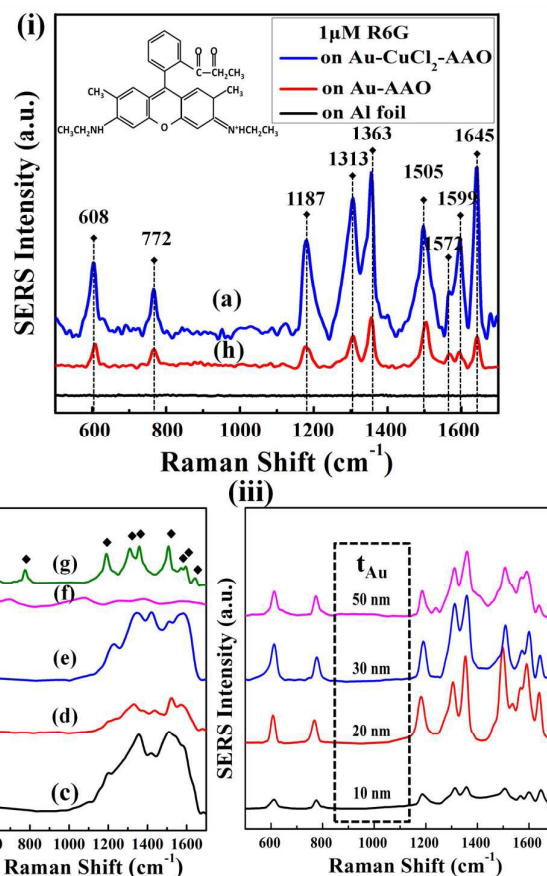 (i)
1μM R6G
on Au-CuCl₂-AAO
on Au-AAO
on Al foil
O O
C-C
CH₂CH₃
CH₃
CH₃
CH₃CH₂HN
O
N⁺HCH₂CH₃
608
772
1187
1313
1363
1505
1572
1599
1645
(a)
(h)
SERS Intensity (a.u.)
600 800 1000 1200 1400 1600
Raman Shift (cm⁻¹)
(g)
(f)
(e)
(d)
(c)
800 1000 1200 1400 1600
Raman Shift (cm⁻¹)
(iii)
t_Au
50 nm
30 nm
20 nm
10 nm
SERS Intensity (a.u.)
600 800 1000 1200 1400 1600
Raman Shift (cm⁻¹)